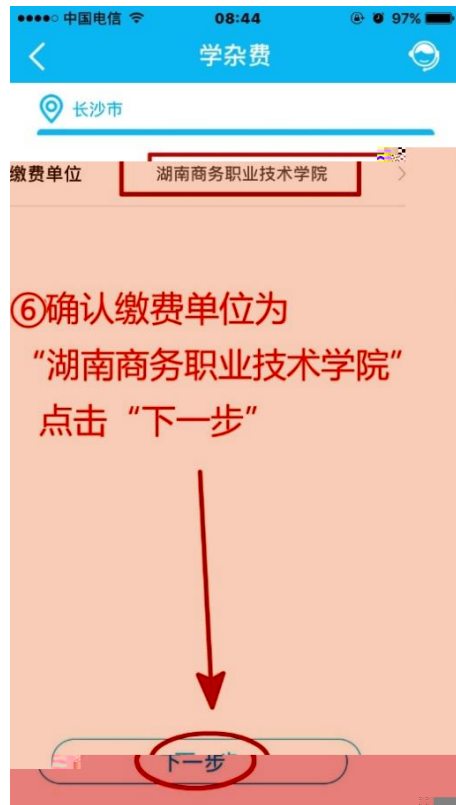 中国电信 08:44 97%
学杂费
长沙市
缴费单位 湖南商务职业技术学院
⑥确认缴费单位为
“湖南商务职业技术学院”
点击“下一步”
下一步